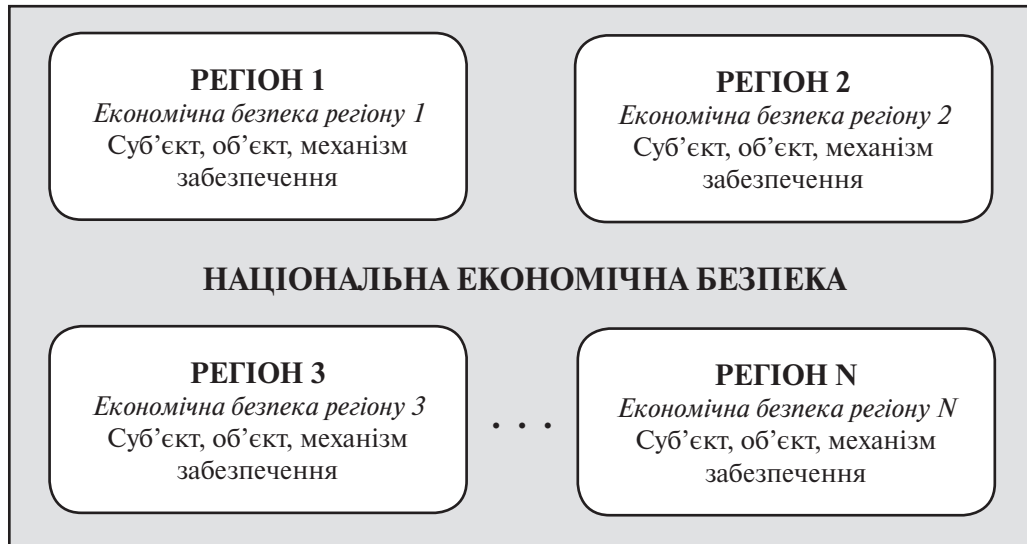 РЕГІОН 1
Економічна безпека регіону 1
Суб’єкт, об’єкт, механізм
забезпечення
РЕГІОН 2
Економічна безпека регіону 2
Суб’єкт, об’єкт, механізм
забезпечення
НАЦІОНАЛЬНА ЕКОНОМІЧНА БЕЗПЕКА
РЕГІОН 3
Економічна безпека регіону 3
Суб’єкт, об’єкт, механізм
забезпечення
. . .
РЕГІОН N
Економічна безпека регіону N
Суб’єкт, об’єкт, механізм
забезпечення